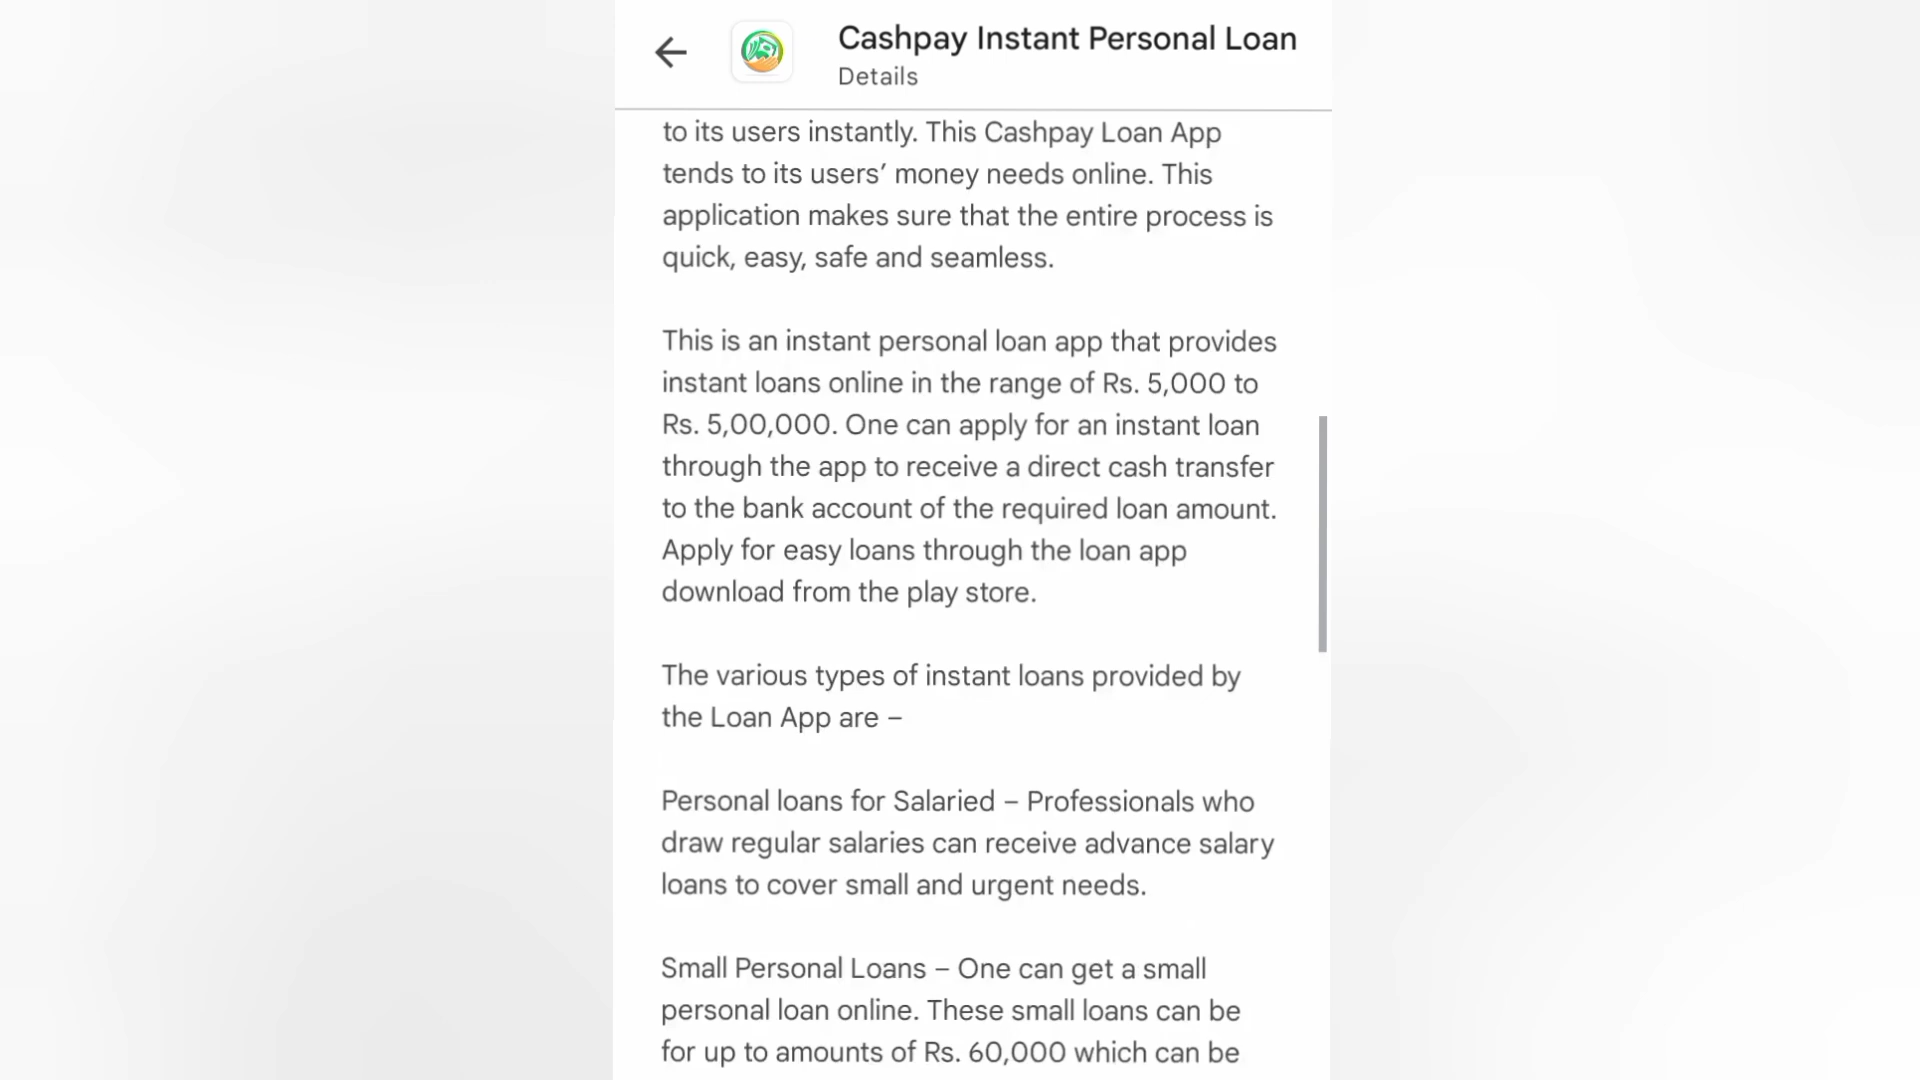 Cashpay Instant Personal Loan
Details
to its users instantly. This Cashpay Loan App
tends to its users’ money needs online. This
application makes sure that the entire process is
quick, easy, safe and seamless.
This is an instant personal loan app that provides
instant loans online in the range of Rs. 5,000 to
Rs. 5,00,000. One can apply for an instant loan
through the app to receive a direct cash transfer
to the bank account of the required loan amount.
Apply for easy loans through the loan app
download from the play store.
The various types of instant loans provided by
the Loan App are –
Personal loans for Salaried – Professionals who
draw regular salaries can receive advance salary
loans to cover small and urgent needs.
Small Personal Loans – One can get a small
personal loan online. These small loans can be
for up to amounts of Rs. 60,000 which can be